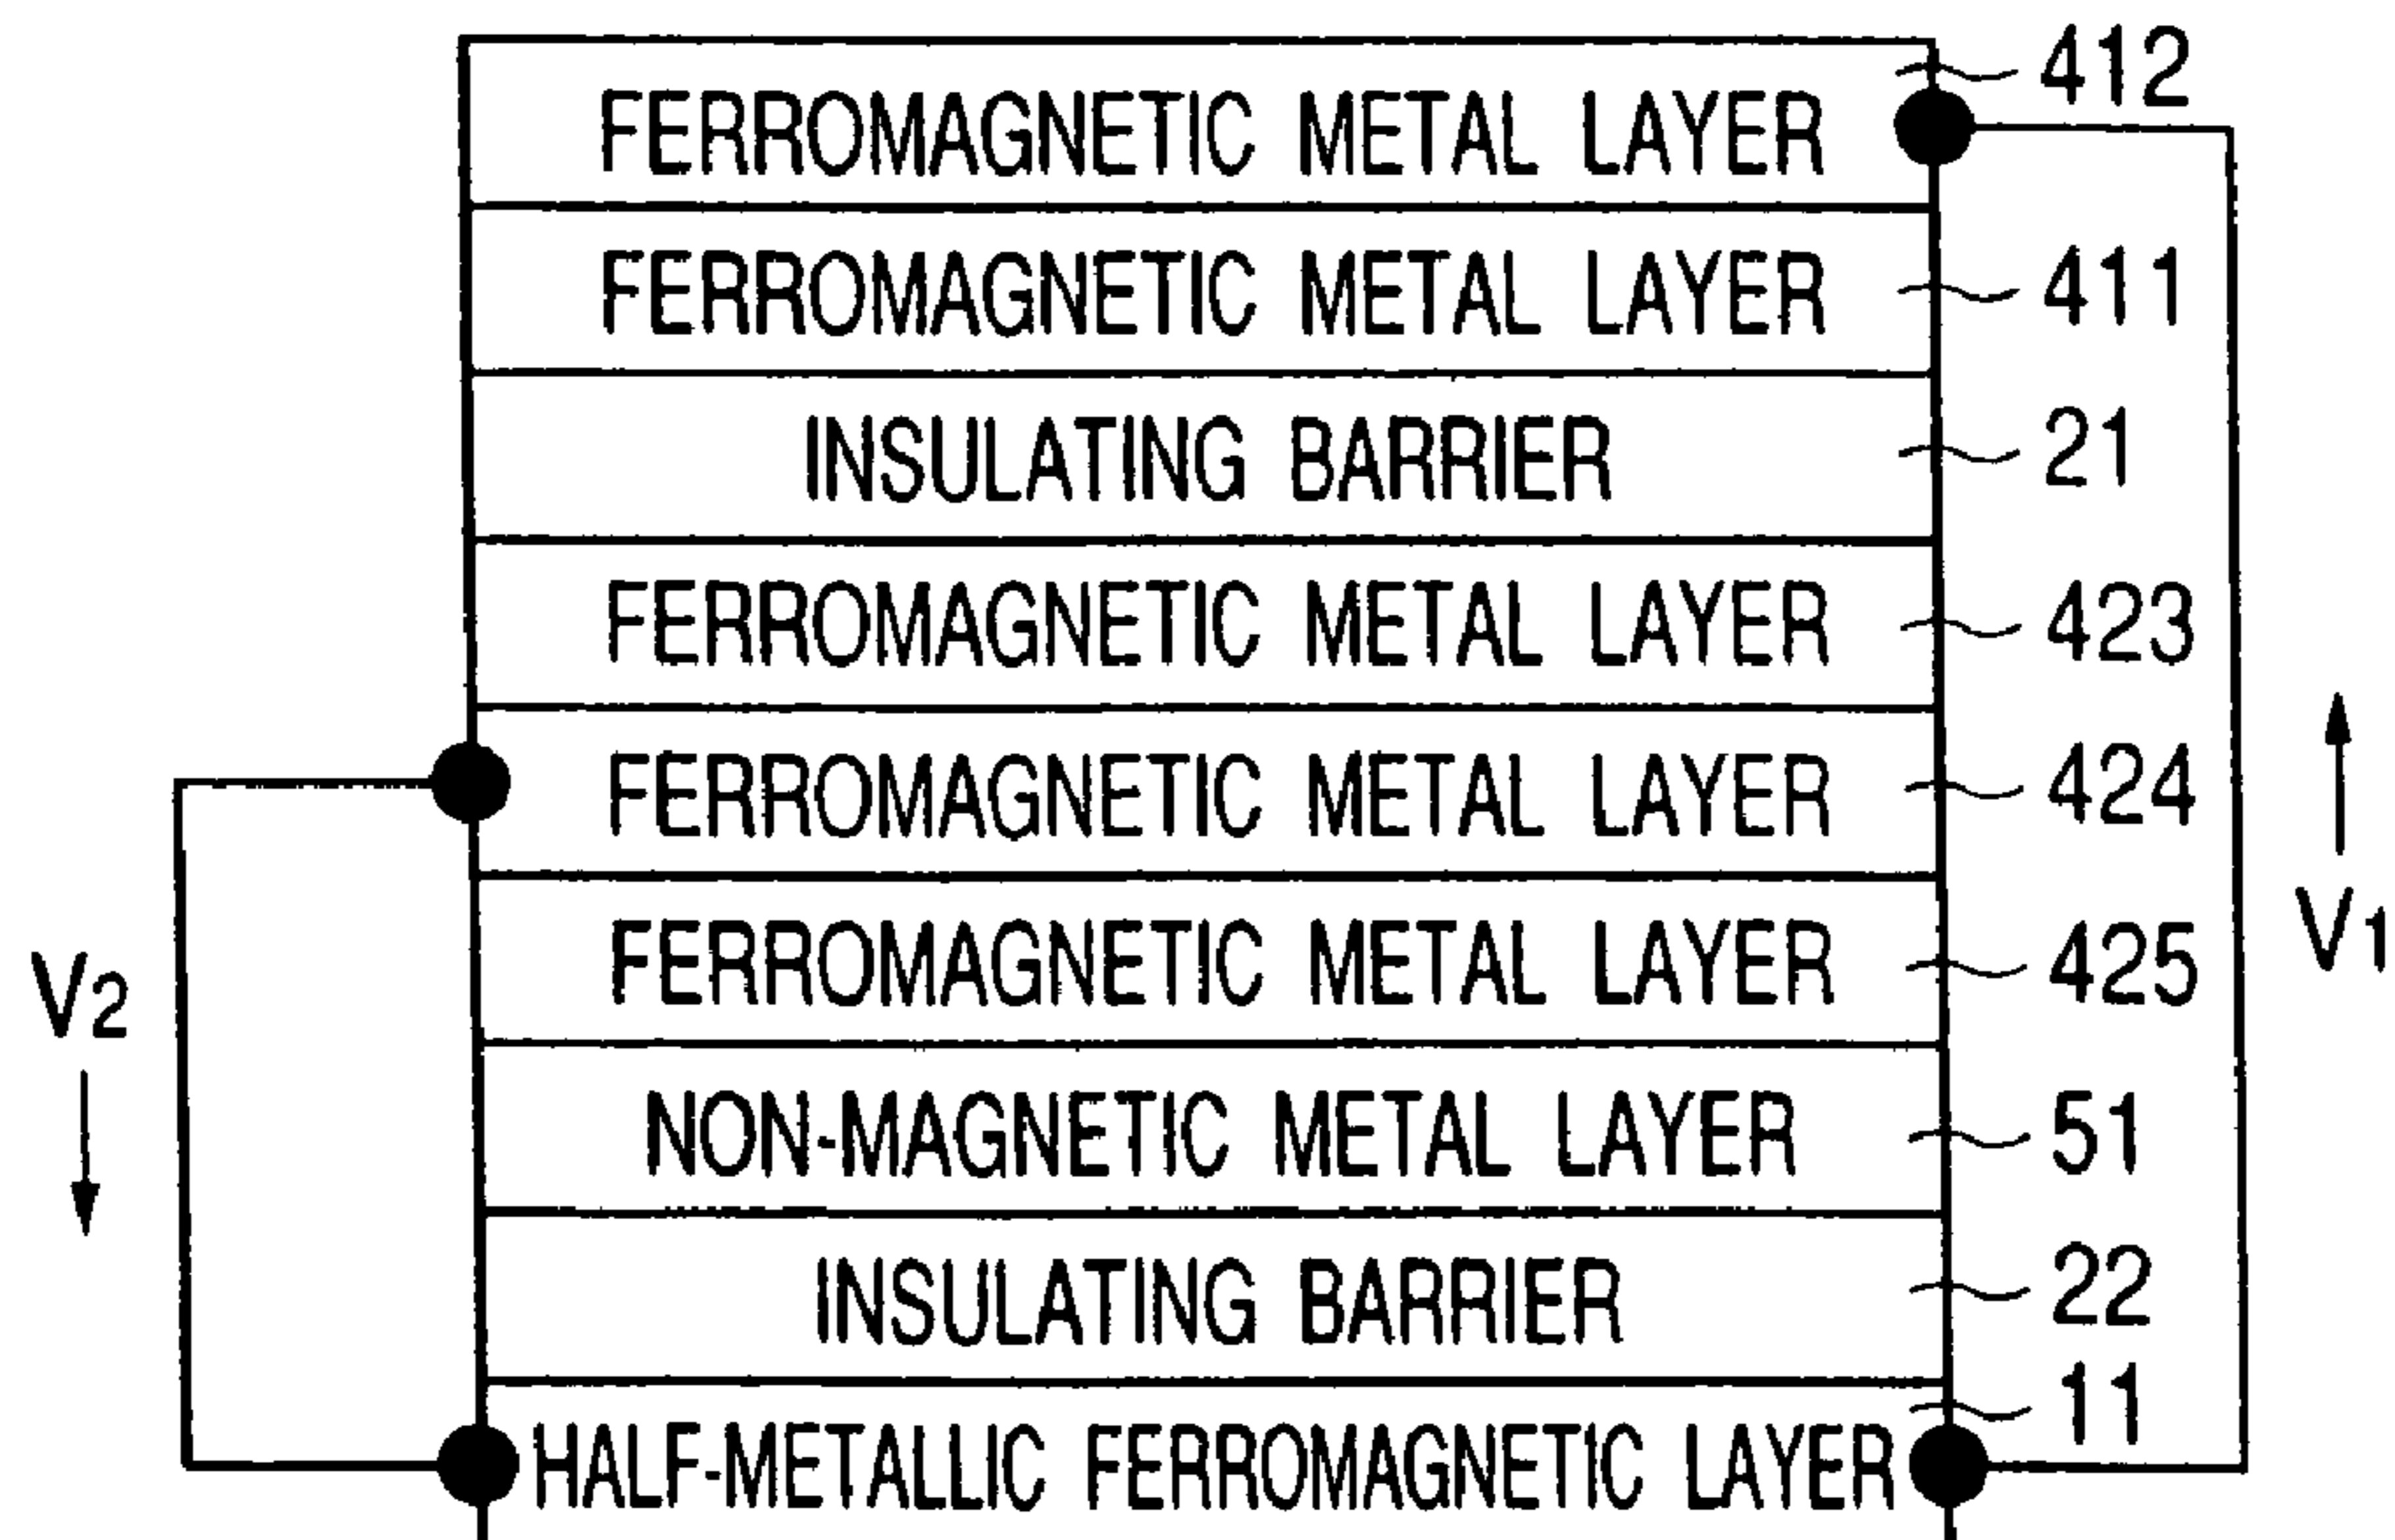 FERROMAGNETIC METAL LAYER 412
FERROMAGNETIC METAL LAYER 411
INSULATING BARRIER 21
FERROMAGNETIC METAL LAYER 423
FERROMAGNETIC METAL LAYER 424
FERROMAGNETIC METAL LAYER 425
V1
V2
NON-MAGNETIC METAL LAYER 51
INSULATING BARRIER 22
HALF-METALLIC FERROMAGNETIC LAYER 11